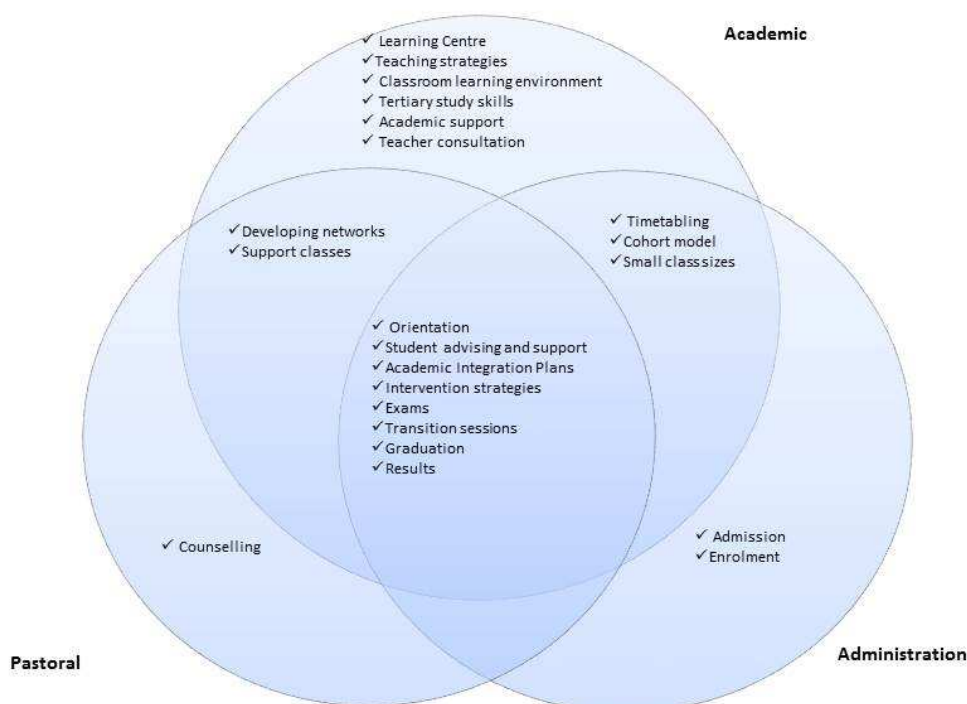 Academic
✓ Learning Centre
✓Teaching strategies
✓ Classroom learning environment
✓ Tertiary study skills
✓ Academic support
✓ Teacher consultation
✓Developing networks
✓Support classes
✓ Timetabling
✓Cohort model
✓Small class sizes
✓ Orientation
✓Student advising and support
✓Academic Integration Plans
✓Intervention strategies
✓Exams
✓Transition sessions
✓Graduation
✓Results
✓ Counselling
✓ Admission
✓Enrolment
Pastoral
Administration